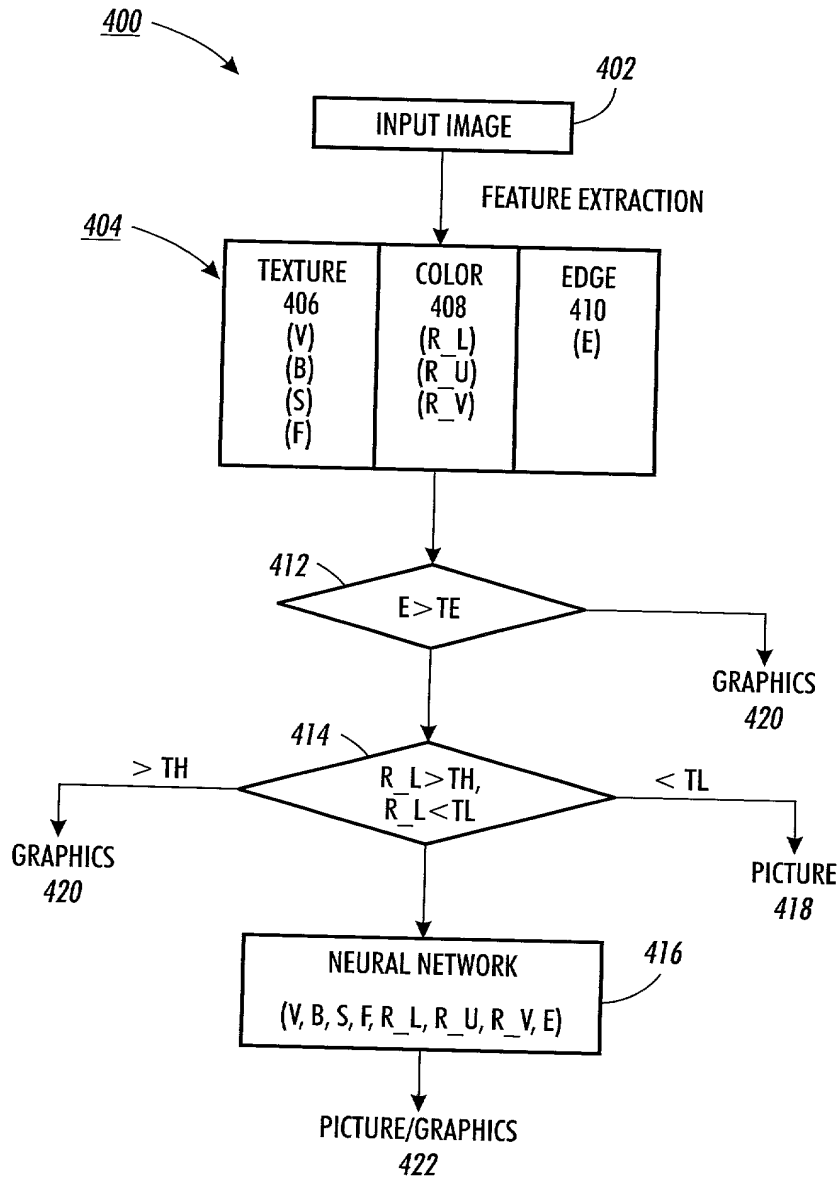 400
402
INPUT IMAGE
FEATURE EXTRACTION
404
TEXTURE
406
(V)
(B)
(S)
(F)
COLOR
408
(R_L)
(R_U)
(R_V)
EDGE
410
(E)
412
E>TE
GRAPHICS
420
414
> TH
R_L>TH,
R_L<TL
< TL
GRAPHICS
420
PICTURE
418
416
NEURAL NETWORK
(V, B, S, F, R_L, R_U, R_V, E)
PICTURE/GRAPHICS
422